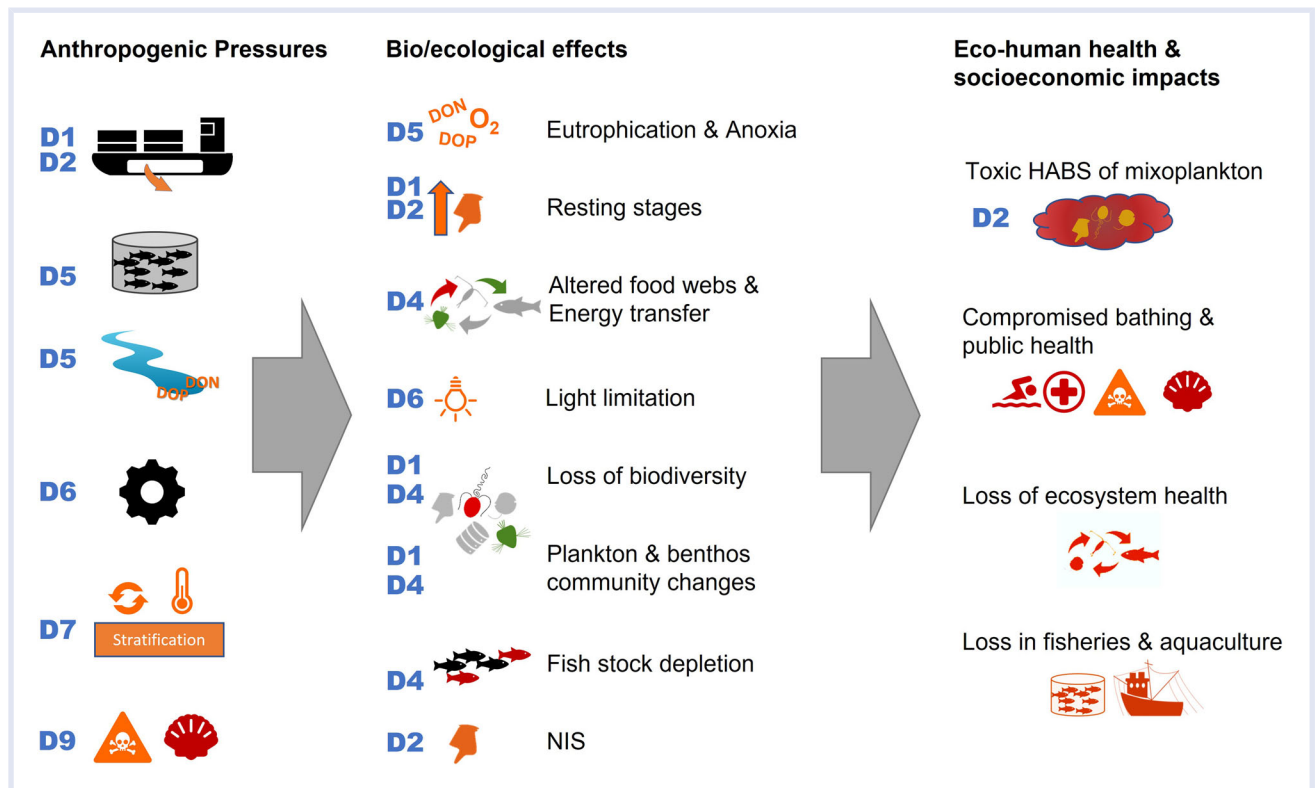 Anthropogenic Pressures
D1
D2
D5
D5
DON
DOP
D6
D7
Stratification
D9
Bio/ecological effects
D5
DON
O2
DOP
Eutrophication & Anoxia
D1
D2
Resting stages
D4
Altered food webs &
Energy transfer
D6
Light limitation
D1
D4
Loss of biodiversity
D1
D4
Plankton & benthos
community changes
D4
Fish stock depletion
D2
NIS
Eco-human health &
socioeconomic impacts
Toxic HABS of mixoplankton
D2
Compromised bathing &
public health
Loss of ecosystem health
Loss in fisheries & aquaculture